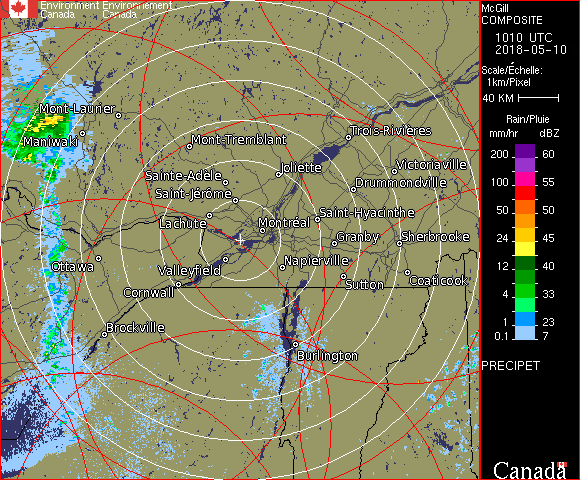 Environment Environnement
Canada Canada
McGill
COMPOSITE
1010 UTC
2018-05-10
Scale/Échelle:
1km/Pixel
40 KM
Rain/Pluie
mm/hr dBZ
200 60
100 55
50 50
24 45
12 40
4 33
1 23
0.1 7
PRECIPET
Canada
Mont-Laurier
Maniwaki
Mont-Tremblant
Trois-Rivières
Sainte-Adèle
Joliette
Victoriaville
Drummondville
Saint-Jérôme
Lachute
Montréal
Saint-Hyacinthe
Granby
Sherbrooke
Ottawa
Valleyfield
Napierville
Cornwall
Sutton
Coaticook
Brockville
Burlington